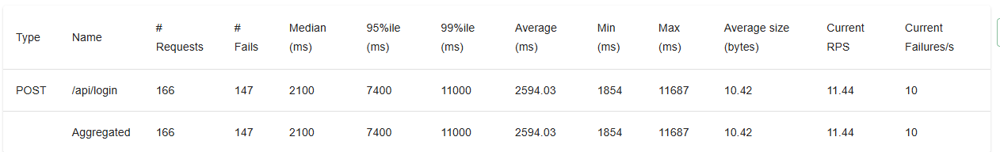 Type Name # Requests # Fails Median (ms) 95%ile (ms) 99%ile (ms) Average (ms) Min (ms) Max (ms) Average size (bytes) Current RPS Current Failures/s
POST /api/login 166 147 2100 7400 11000 2594.03 1854 11687 10.42 11.44 10
Aggregated 166 147 2100 7400 11000 2594.03 1854 11687 10.42 11.44 10